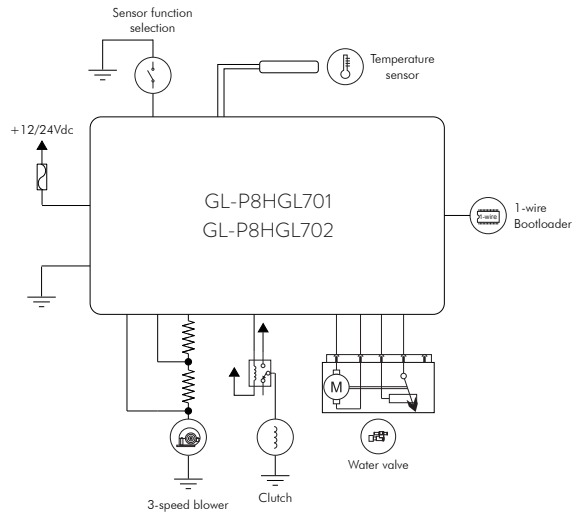 Sensor function
selection
Temperature
sensor
+12/24Vdc
GL-P8HGL701
GL-P8HGL702
1-wire
1-wire
Bootloader
M
Water valve
3-speed blower
Clutch